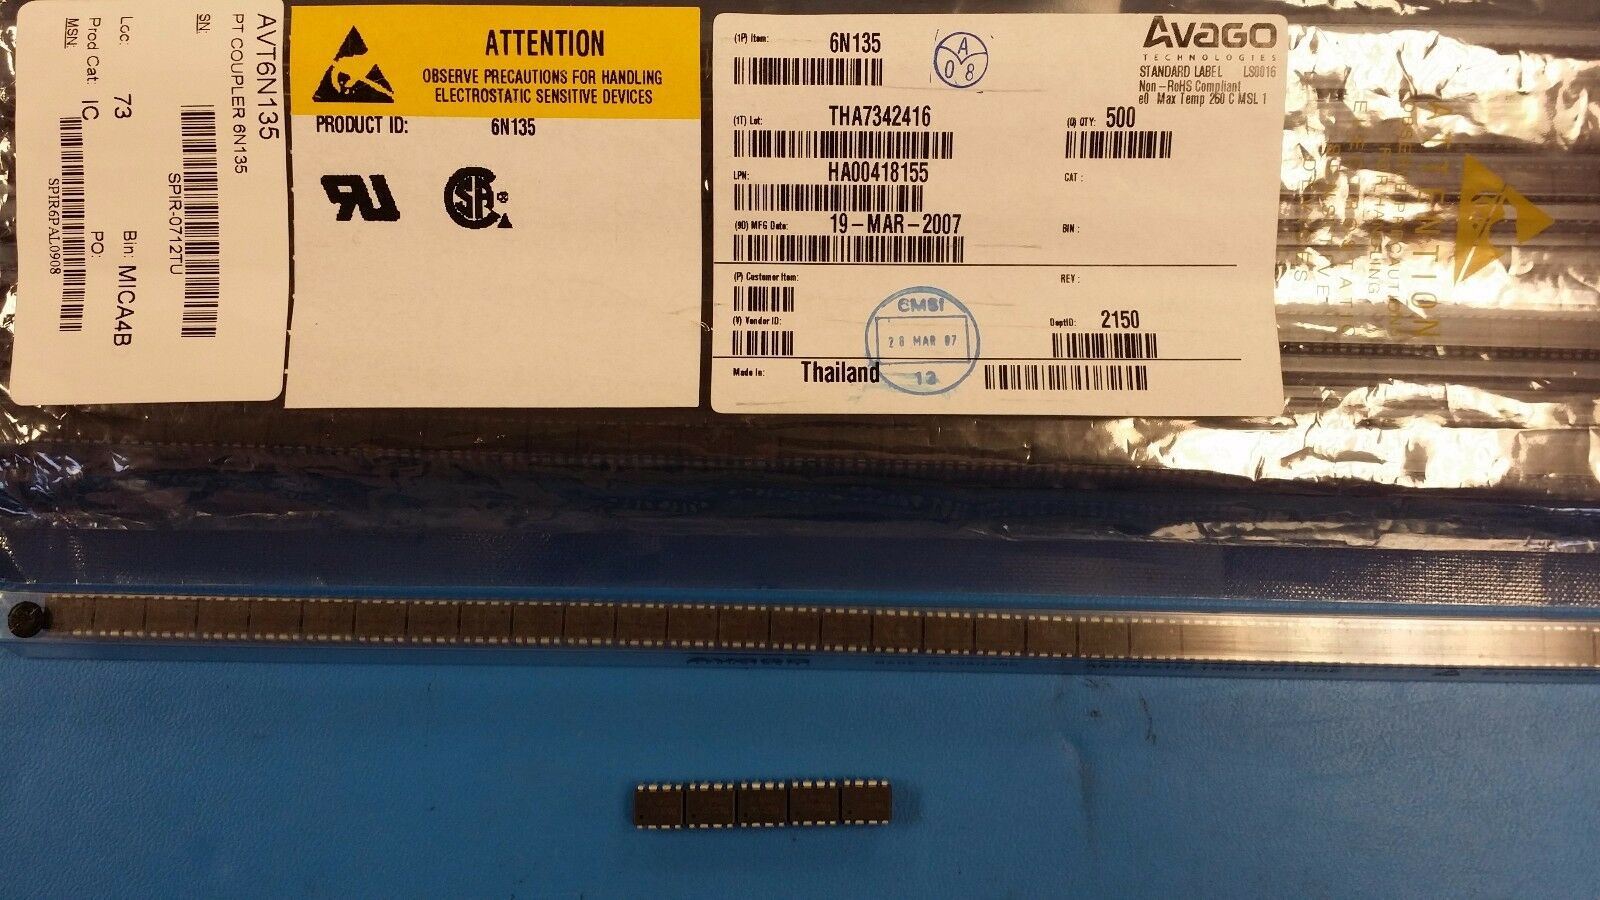 AVT6N135
PT COUPLER 6N135
SN:
SPIR-0712TU
Loc: 73
Bin: MICA4B
Prod Cat: IC
PO:
MSN:
SPIR6PAL0908
ATTENTION
OBSERVE PRECAUTIONS FOR HANDLING
ELECTROSTATIC SENSITIVE DEVICES
PRODUCT ID: 6N135
(1P) Item: 6N135
A
0 8
AVAGO
TECHNOLOGIES
STANDARD LABEL LS0016
Non-RoHS Compliant
e0 Max Temp 260 C MSL 1
(1T) Lot: THA7342416
(Q) QTY: 500
LPN: HA00418155
CAT :
(9D) MFG Date: 19-MAR-2007
BIN :
(P) Customer Item:
REV :
(V) Vendor ID:
DeptID: 2150
Made In: Thailand
28 MAR 07
ATTENTION